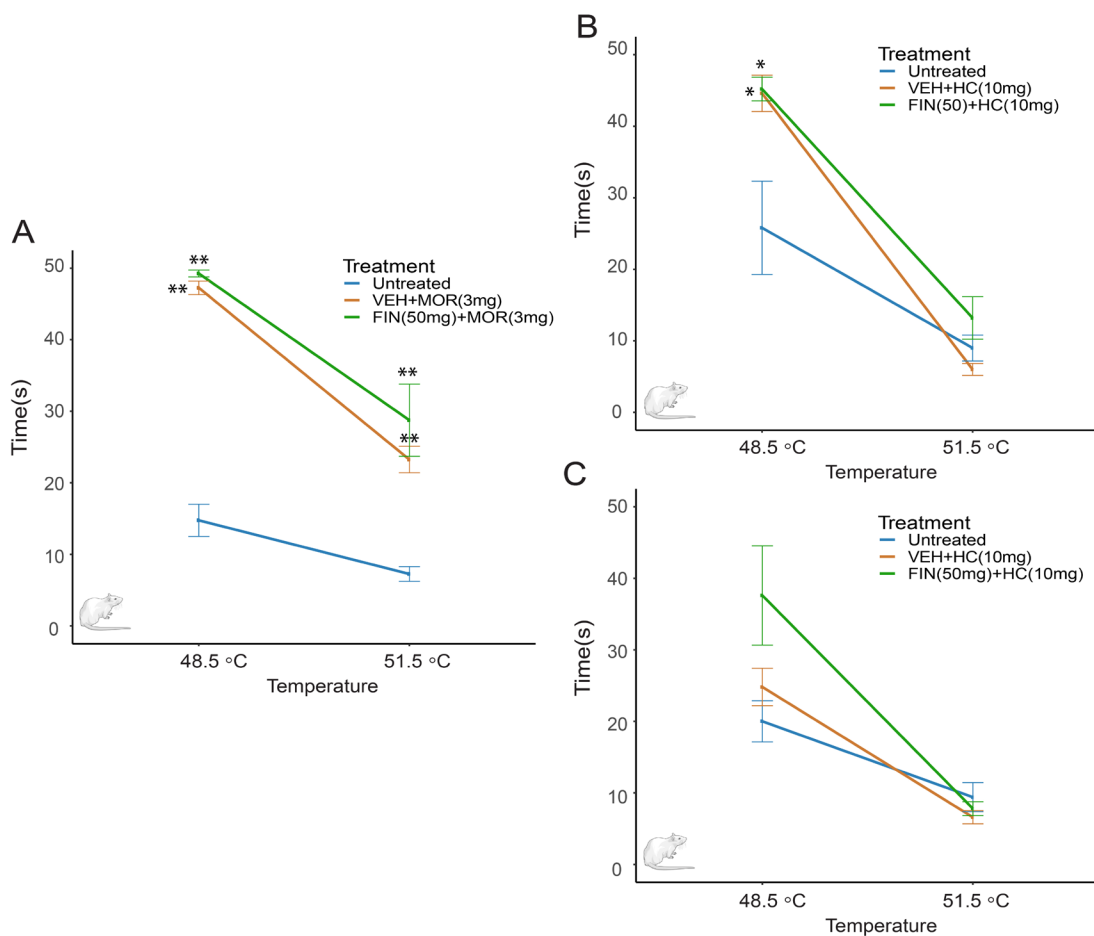 A
Time(s)
50
40
30
20
10
0
**
**
**
**
Treatment
Untreated
VEH+MOR(3mg)
FIN(50mg)+MOR(3mg)
48.5 °C
51.5 °C
Temperature
B
Time(s)
50
40
30
20
10
0
*
*
Treatment
Untreated
VEH+HC(10mg)
FIN(50)+HC(10mg)
48.5 °C
51.5 °C
Temperature
C
Time(s)
50
40
30
20
10
0
Treatment
Untreated
VEH+HC(10mg)
FIN(50mg)+HC(10mg)
48.5 °C
51.5 °C
Temperature